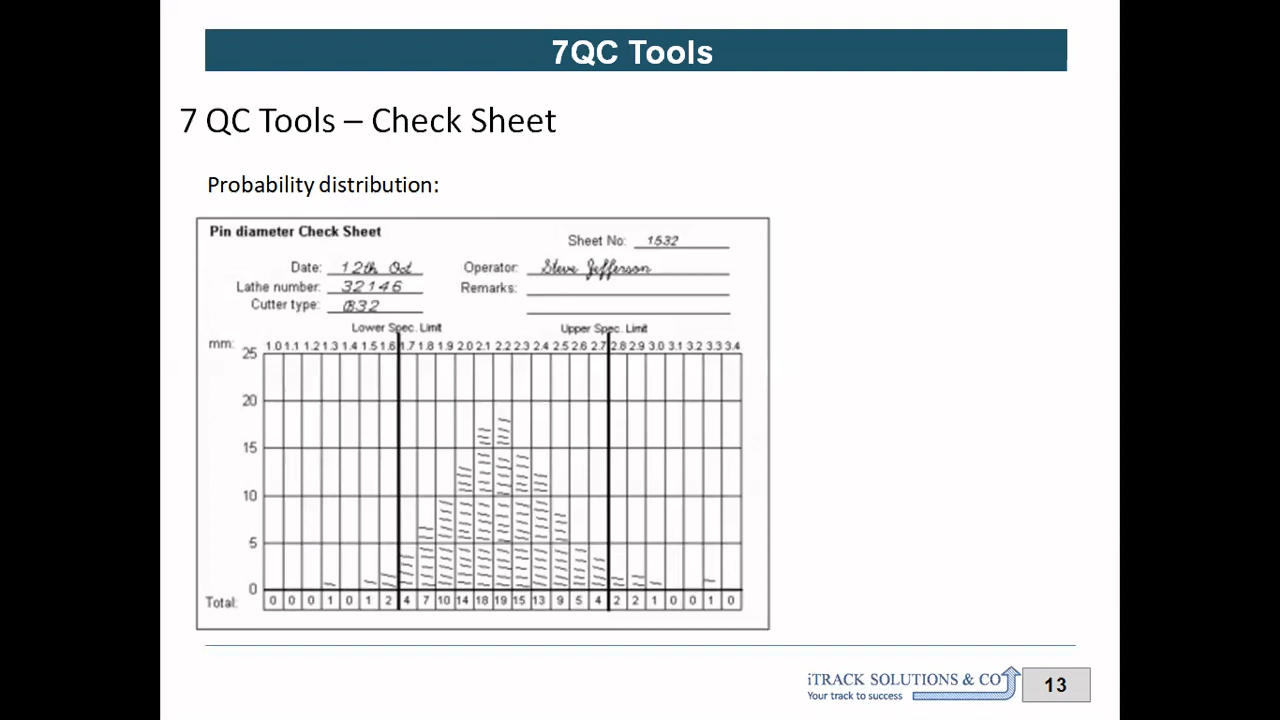 7QC Tools
7 QC Tools – Check Sheet
Probability distribution:
Pin diameter Check Sheet
Sheet No: 1532
Date: 12th Oct Operator: Steve Jefferson
Lathe number: 32146 Remarks:
Cutter type: B32
Lower Spec. Limit Upper Spec. Limit
mm: 1.0 1.1 1.2 1.3 1.4 1.5 1.6 1.7 1.8 1.9 2.0 2.1 2.2 2.3 2.4 2.5 2.6 2.7 2.8 2.9 3.0 3.1 3.2 3.3 3.4
25
20
15
10
5
0
Total: 0 0 0 1 0 1 2 4 7 10 14 18 19 15 13 9 5 4 2 2 1 0 0 1 0
iTRACK SOLUTIONS & CO
Your track to success
13